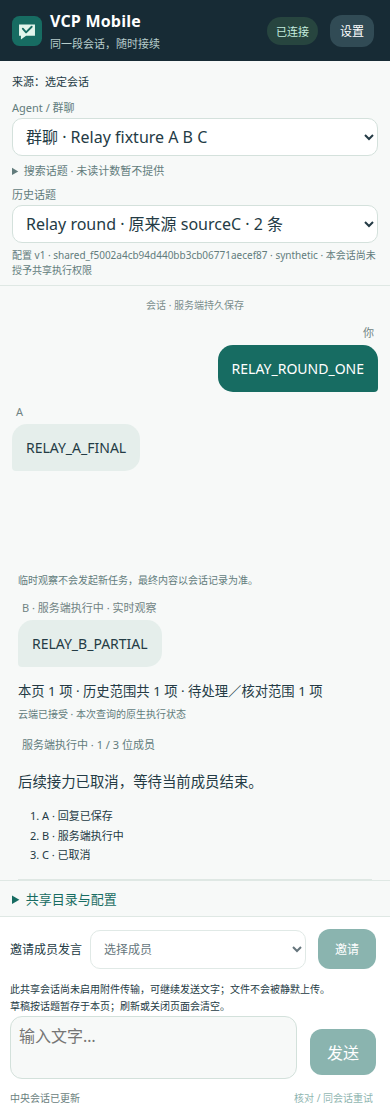 VCP Mobile
同一段会话，随时接续
已连接
设置
来源：选定会话
Agent / 群聊
群聊 · Relay fixture A B C
搜索话题 · 未读计数暂不提供
历史话题
Relay round · 原来源 sourceC · 2 条
配置 v1 · shared_f5002a4cb94d440bb3cb06771aecef87 · synthetic · 本会话尚未
授予共享执行权限
会话 · 服务端持久保存
你
RELAY_ROUND_ONE
A
RELAY_A_FINAL
临时观察不会发起新任务，最终内容以会话记录为准。
B · 服务端执行中 · 实时观察
RELAY_B_PARTIAL
本页 1 项 · 历史范围共 1 项 · 待处理／核对范围 1 项
云端已接受 · 本次查询的原生执行状态
服务端执行中 · 1 / 3 位成员
后续接力已取消，等待当前成员结束。
1. A · 回复已保存
2. B · 服务端执行中
3. C · 已取消
共享目录与配置
邀请成员发言
选择成员
邀请
此共享会话尚未启用附件传输，可继续发送文字；文件不会被静默上传。
草稿按话题暂存于本页；刷新或关闭页面会清空。
输入文字...
发送
中央会话已更新
核对 / 同会话重试